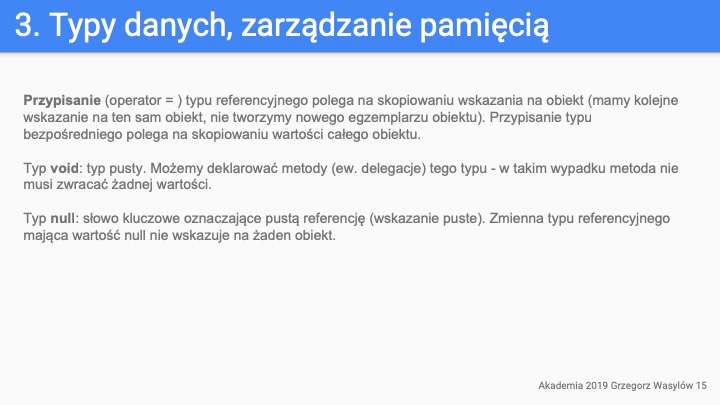 3. Typy danych, zarządzanie pamięcią
Przypisanie (operator = ) typu referencyjnego polega na skopiowaniu wskazania na obiekt (mamy kolejne
wskazanie na ten sam obiekt, nie tworzymy nowego egzemplarzu obiektu). Przypisanie typu
bezpośredniego polega na skopiowaniu wartości całego obiektu.
Typ void: typ pusty. Możemy deklarować metody (ew. delegacje) tego typu - w takim wypadku metoda nie
musi zwracać żadnej wartości.
Typ null: słowo kluczowe oznaczające pustą referencję (wskazanie puste). Zmienna typu referencyjnego
mająca wartość null nie wskazuje na żaden obiekt.
Akademia 2019 Grzegorz Wasylów 15